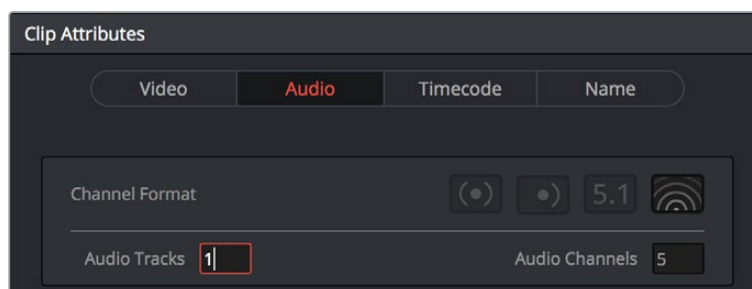 Clip Attributes
Video Audio Timecode Name
Channel Format 5.1
Audio Tracks 1 Audio Channels 5